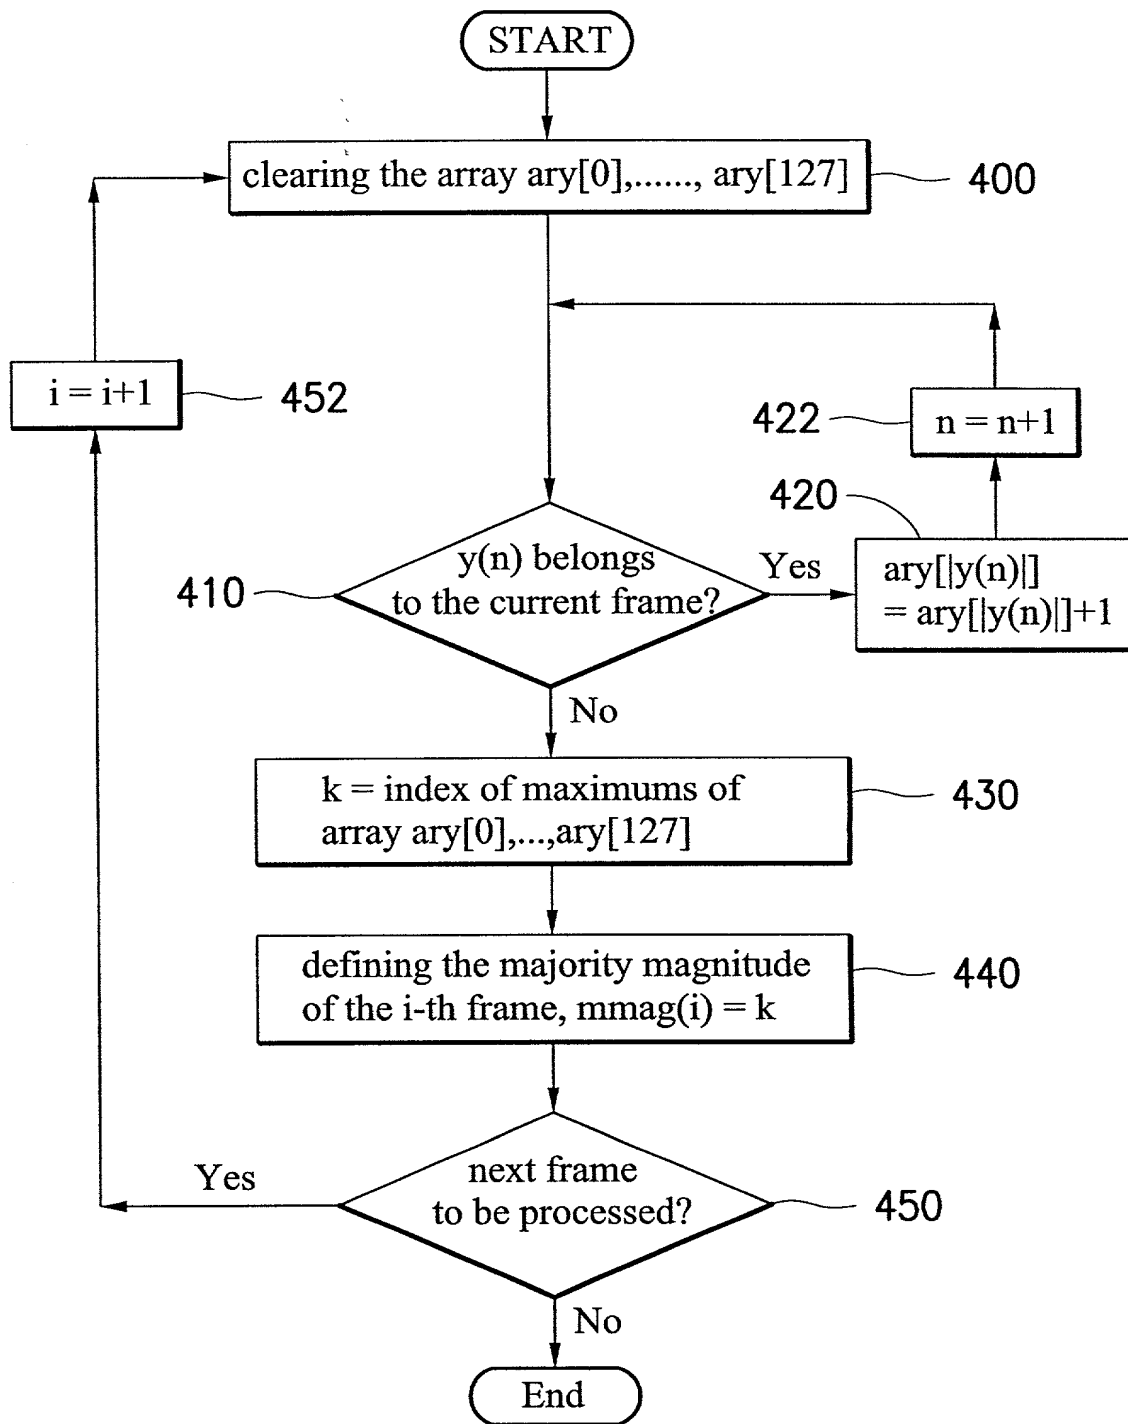 START
clearing the array ary[0],......, ary[127]
400
i = i+1
452
422
n = n+1
420
y(n) belongs
to the current frame?
410
Yes
ary[|y(n)|]
= ary[|y(n)|]+1
No
k = index of maximums of
array ary[0],...,ary[127]
430
defining the majority magnitude
of the i-th frame, mmag(i) = k
440
Yes
next frame
to be processed?
450
No
End